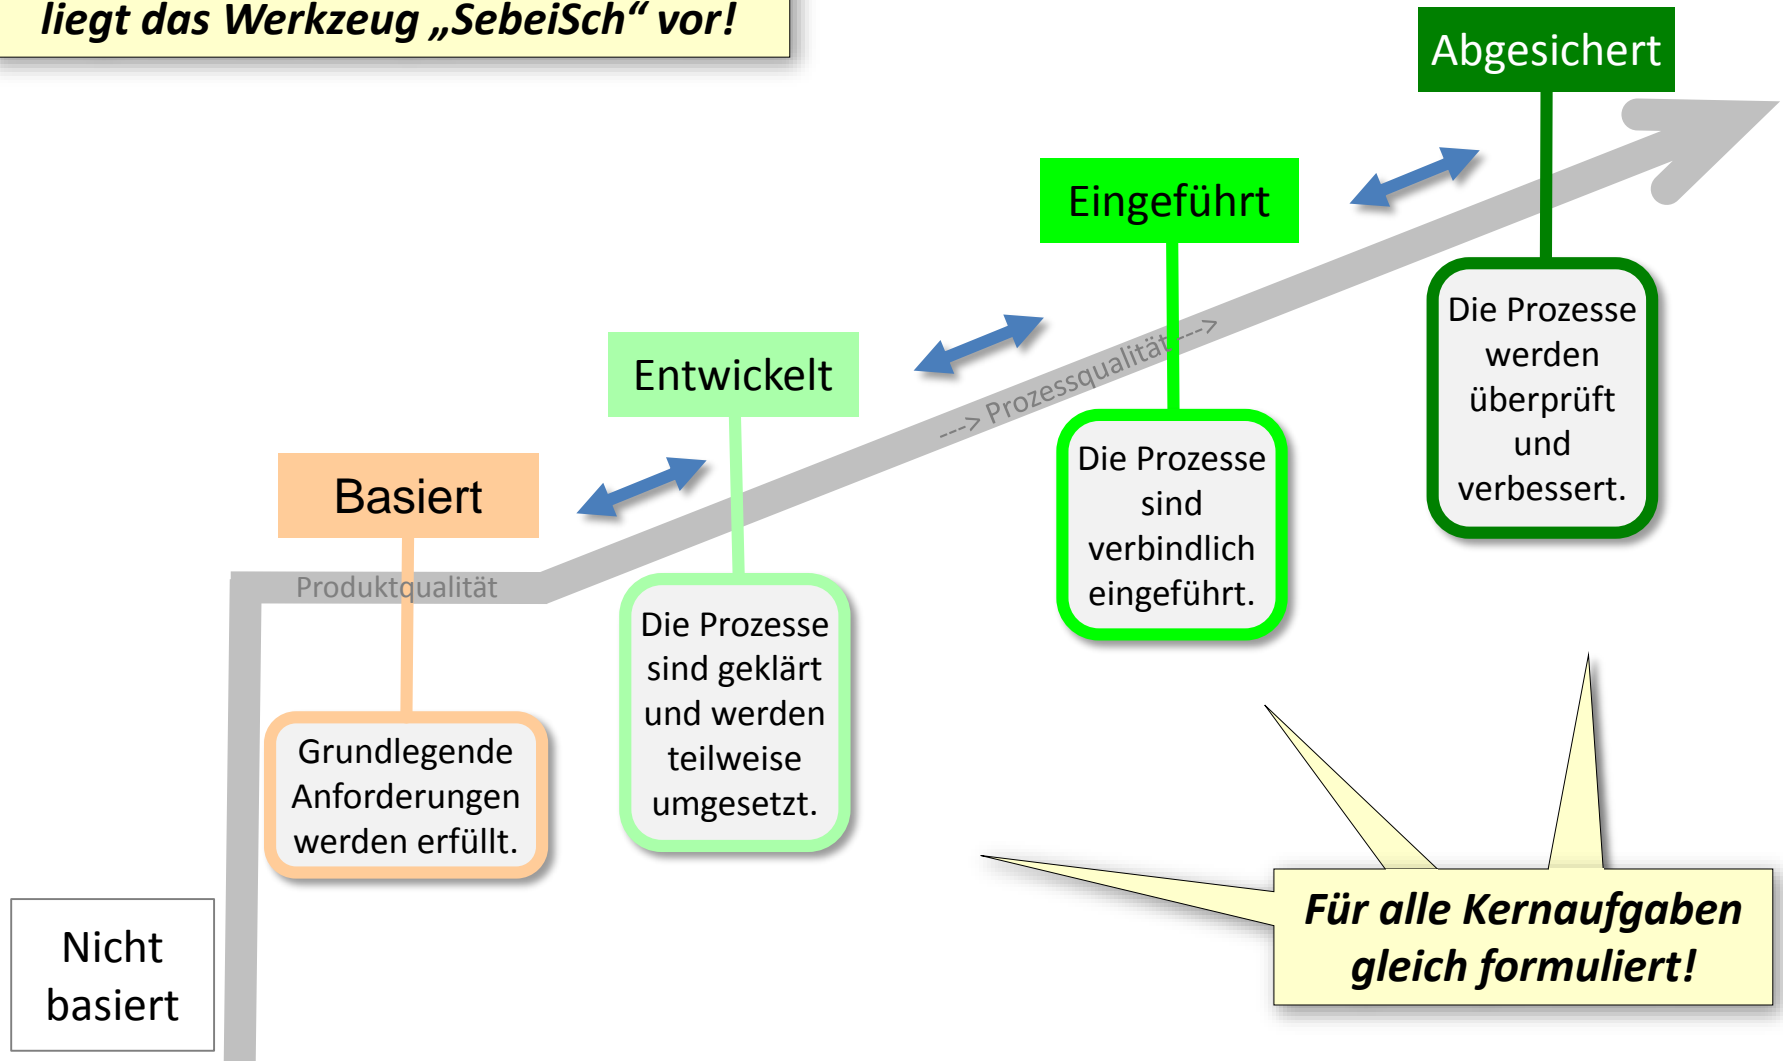 liegt das Werkzeug „SebeiSch“ vor!
Abgesichert
Eingeführt
Die Prozesse
werden
überprüft
und
verbessert.
Entwickelt
---> Prozessqualität --->
Die Prozesse
sind
verbindlich
eingeführt.
Basiert
Produktqualität
Die Prozesse
sind geklärt
und werden
teilweise
umgesetzt.
Grundlegende
Anforderungen
werden erfüllt.
Für alle Kernaufgaben
gleich formuliert!
Nicht
basiert